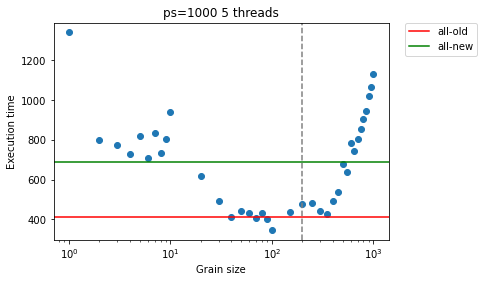 ps=1000 5 threads
all-old
all-new
Execution time
1200
1000
800
600
400
10⁰
10¹
10²
10³
Grain size